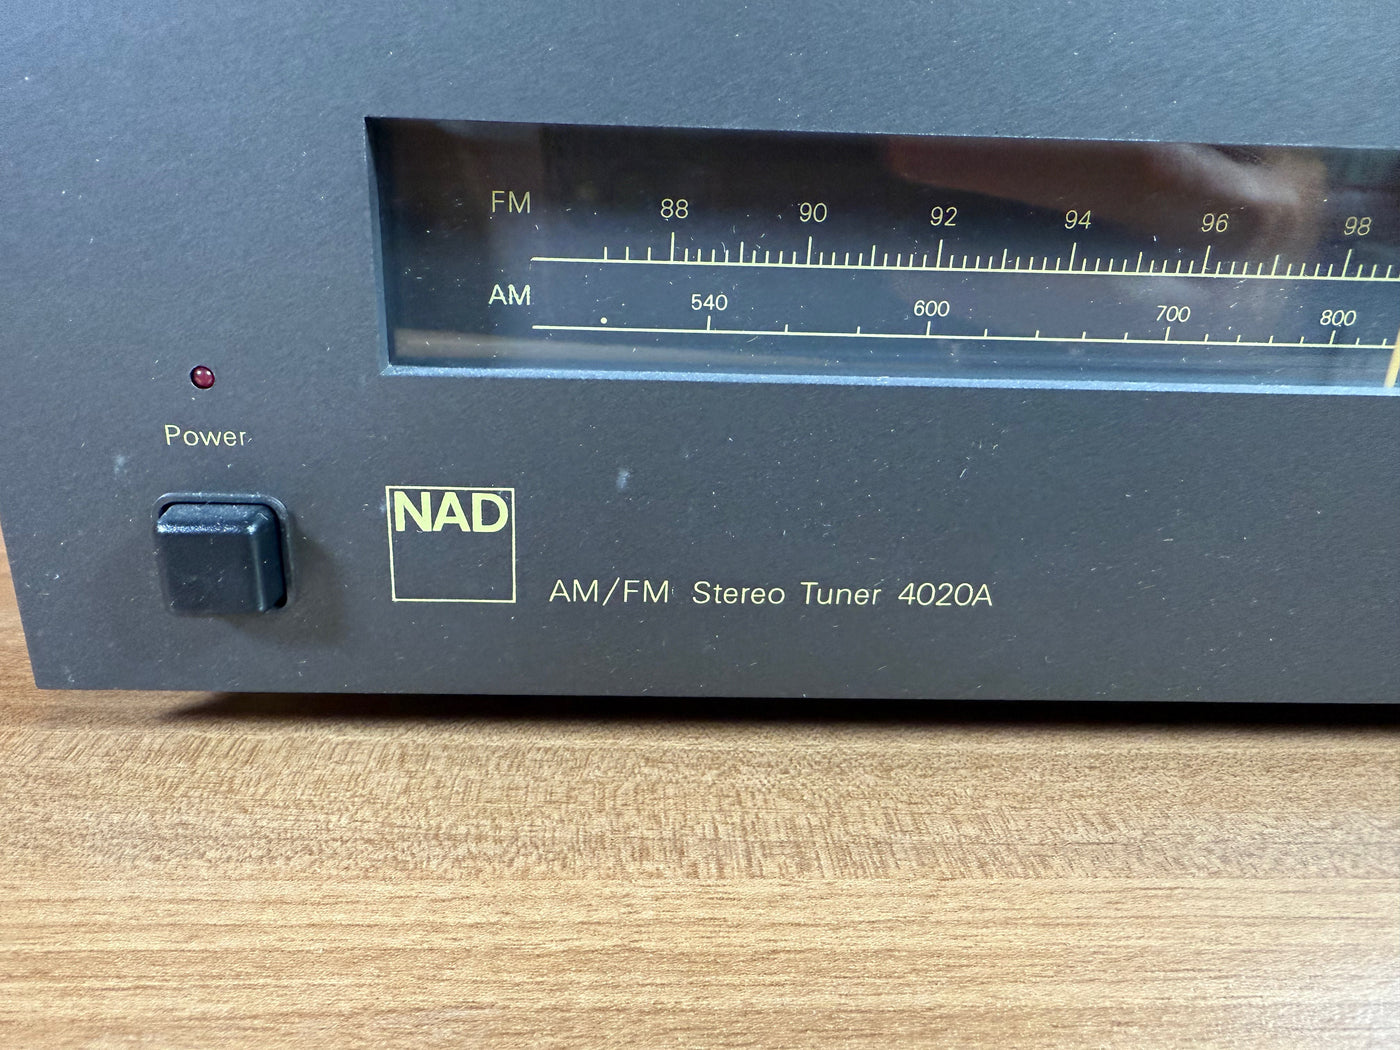 FM 88 90 92 94 96 98
AM 540 600 700 800
Power
NAD
AM/FM Stereo Tuner 4020A